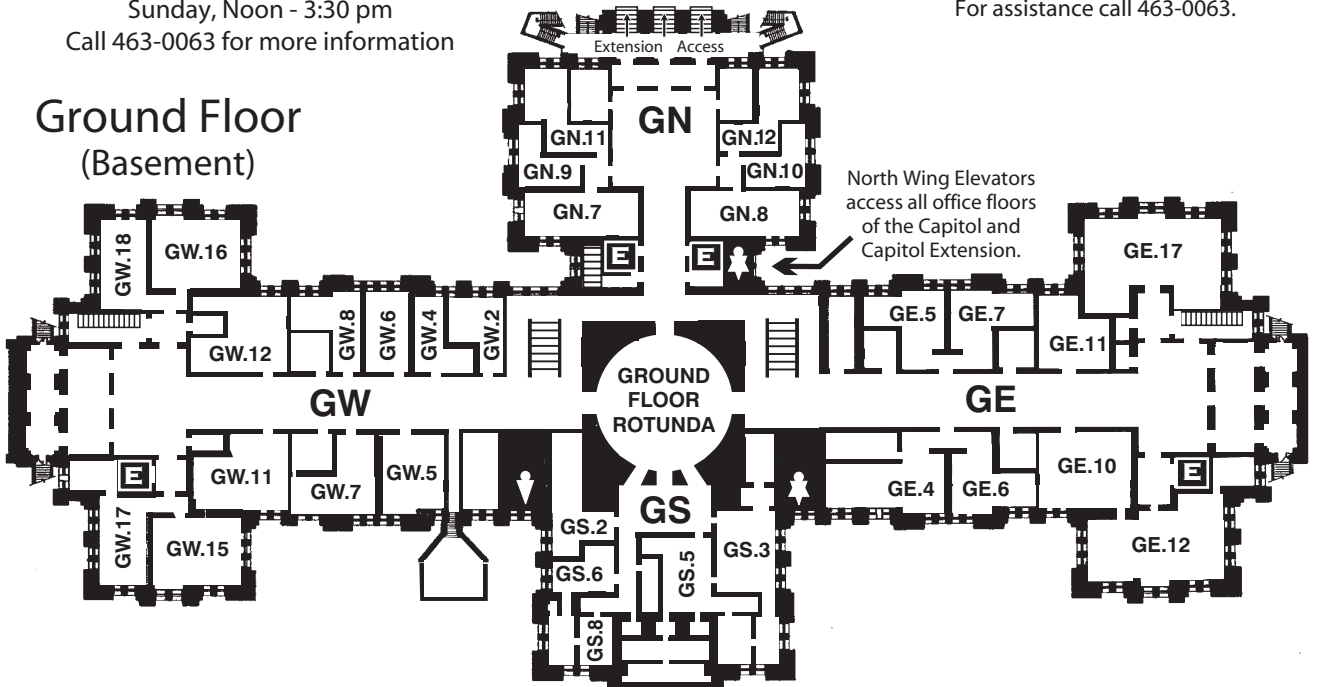 Sunday, Noon - 3:30 pm
Call 463-0063 for more information
For assistance call 463-0063.
Ground Floor
(Basement)
Extension Access
GN
GN.11
GN.12
GN.9
GN.10
GN.7
GN.8
E
E
North Wing Elevators
access all office floors
of the Capitol and
Capitol Extension.
GW.18
GW.16
GE.17
GW.12
GW.8
GW.6
GW.4
GW.2
GE.5
GE.7
GE.11
GW
GROUND
FLOOR
ROTUNDA
GE
E
GW.11
GW.7
GW.5
GE.4
GE.6
GE.10
E
GW.17
GW.15
GS
GS.2
GS.3
GS.6
GS.5
GS.8
GE.12